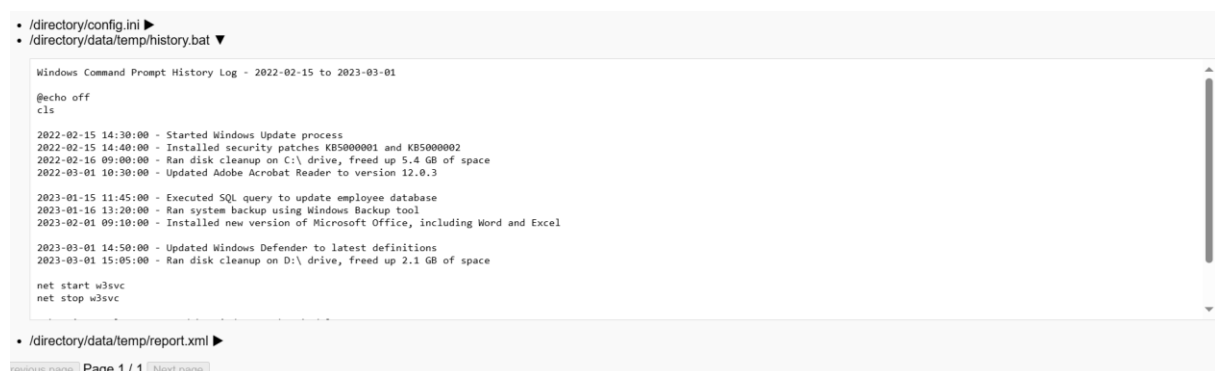 /directory/config.ini ▶
/directory/data/temp/history.bat ▼
Windows Command Prompt History Log - 2022-02-15 to 2023-03-01
@echo off
cls
2022-02-15 14:30:00 - Started Windows Update process
2022-02-15 14:40:00 - Installed security patches KB5000001 and KB5000002
2022-02-16 09:00:00 - Ran disk cleanup on C:\ drive, freed up 5.4 GB of space
2022-03-01 10:30:00 - Updated Adobe Acrobat Reader to version 12.0.3
2023-01-15 11:45:00 - Executed SQL query to update employee database
2023-01-16 13:20:00 - Ran system backup using Windows Backup tool
2023-02-01 09:10:00 - Installed new version of Microsoft Office, including Word and Excel
2023-03-01 14:50:00 - Updated Windows Defender to latest definitions
2023-03-01 15:05:00 - Ran disk cleanup on D:\ drive, freed up 2.1 GB of space
net start w3svc
net stop w3svc
/directory/data/temp/report.xml ▶
page Page 1 / 1 Next page